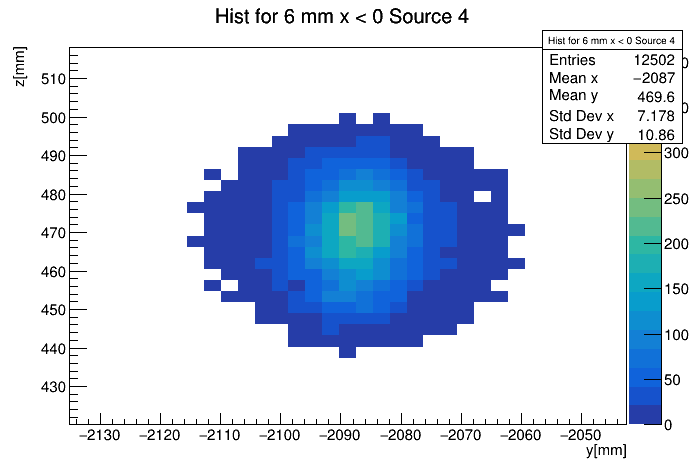 Hist for 6 mm x < 0 Source 4
Hist for 6 mm x < 0 Source 4
Entries 12502
Mean x −2087
Mean y 469.6
Std Dev x 7.178
Std Dev y 10.86
z[mm]
510
500
490
480
470
460
450
440
430
300
250
200
150
100
50
0
−2130 −2120 −2110 −2100 −2090 −2080 −2070 −2060 −2050
y[mm]